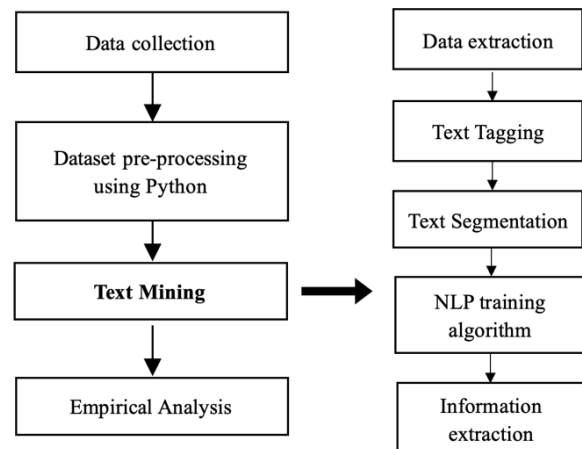 Data collection
Dataset pre-processing
using Python
Text Mining
Empirical Analysis
Data extraction
Text Tagging
Text Segmentation
NLP training
algorithm
Information
extraction